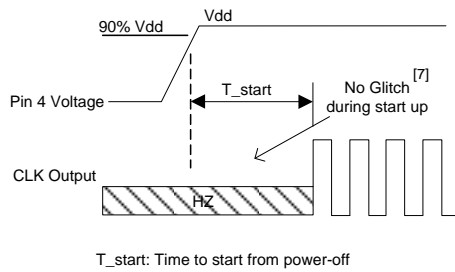 Vdd
90% Vdd
T_start
No Glitch [7]
during start up
Pin 4 Voltage
CLK Output
HZ
T_start: Time to start from power-off